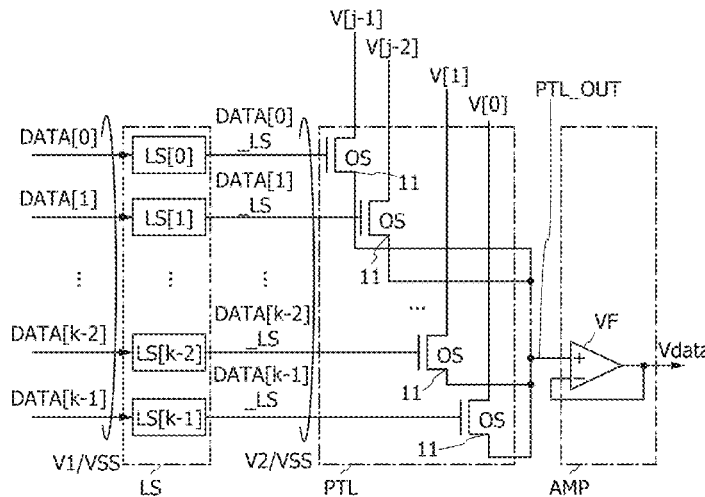 V[j-1]
V[j-2]
V[1]
V[0]
PTL_OUT
DATA[0]
LS[0]
DATA[0]
_LS
OS
11
DATA[1]
LS[1]
DATA[1]
_LS
OS
11
...
...
...
...
DATA[k-2]
LS[k-2]
DATA[k-2]
_LS
OS
11
VF
+
-
Vdata
DATA[k-1]
LS[k-1]
DATA[k-1]
_LS
OS
11
V1/VSS
V2/VSS
LS
PTL
AMP